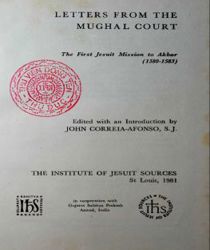 LETTERS FROM THE
MUGHAL COURT
The First Jesuit Mission to Akbar
(1580-1583)
Edited with an Introduction by
JOHN CORREIA-AFONSO, S.J.
THE INSTITUTE OF JESUIT SOURCES
St Louis, 1981
in cooperation with
Gujarat Sahitya Prakash
Anand, India
ihs